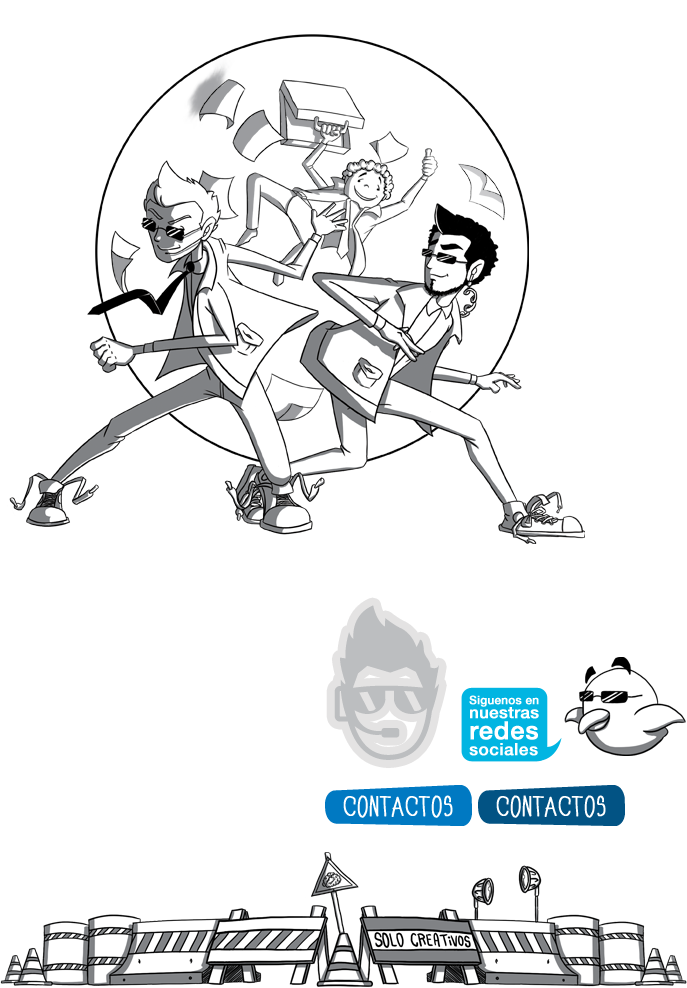 Siguenos en
nuestras
redes
sociales
CONTACTOS CONTACTOS
SOLO CREATIVOS